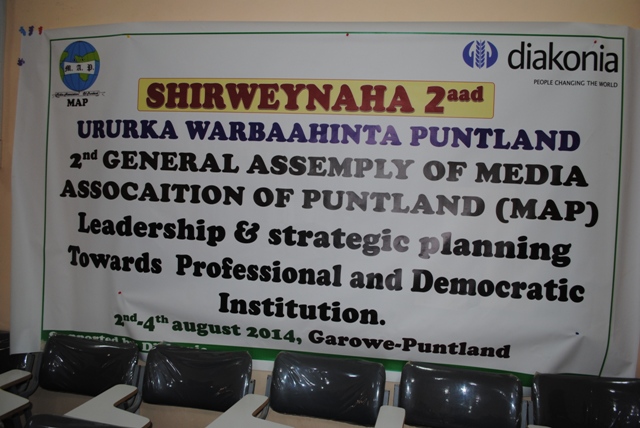 M. A. P.
MAP
diakonia
PEOPLE CHANGING THE WORLD
SHIRWEYNAHA 2aad
URURKA WARBAAHINTA PUNTLAND
2nd GENERAL ASSEMPLY OF MEDIA
ASSOCAITION OF PUNTLAND (MAP)
Leadership & strategic planning
Towards Professional and Democratic
Institution.
2nd-4th august 2014, Garowe-Puntland